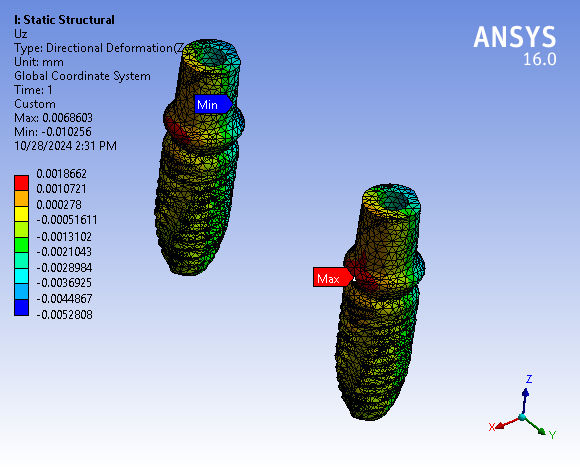 I: Static Structural
Uz
Type: Directional Deformation(Z
Unit: mm
Global Coordinate System
Time: 1
Custom
Max: 0.0068603
Min: -0.010256
10/28/2024 2:31 PM
ANSYS
16.0
0.0018662
0.0010721
0.000278
-0.00051611
-0.0013102
-0.0021043
-0.0028984
-0.0036925
-0.0044867
-0.0052808
Min
Max
Z
X
Y